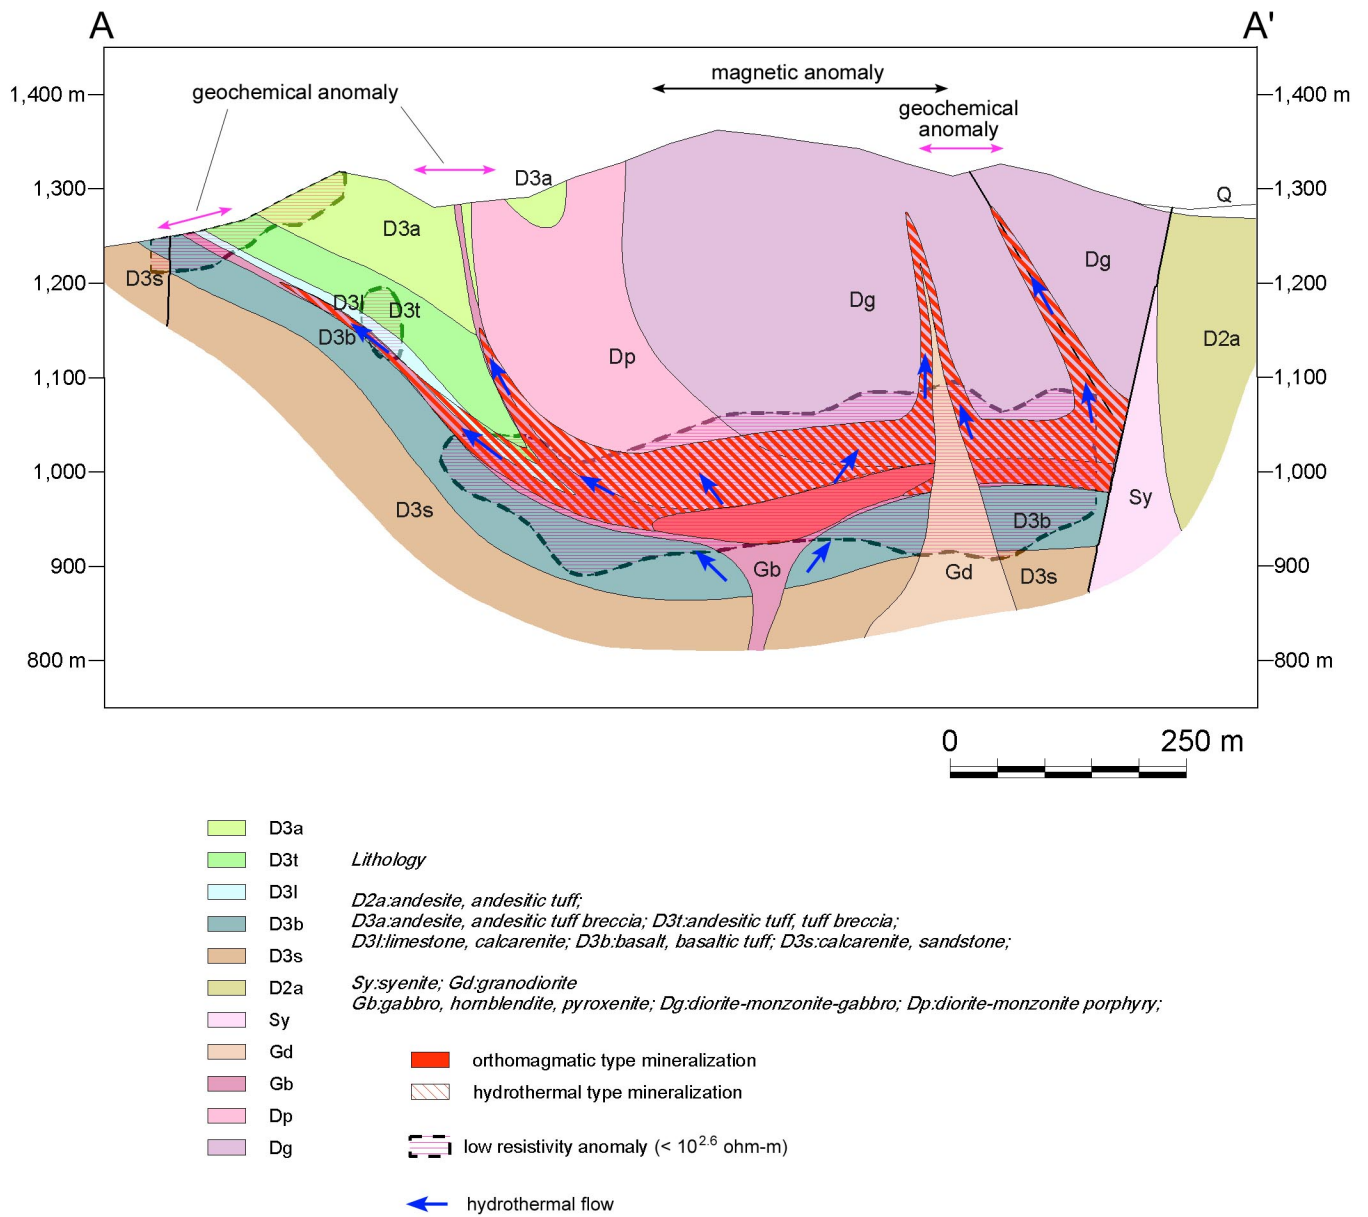 A
A'
magnetic anomaly
geochemical anomaly
geochemical
anomaly
1,400 m
1,400 m
1,300
1,300
1,200
1,200
1,100
1,100
1,000
1,000
900
900
800 m
800 m
D3a
Q
D3a
Dg
D3s
D3l
D3t
Dg
D3b
Dp
D2a
D3s
Sy
D3b
Gb
Gd
D3s
0
250 m
D3a
D3t
D3l
D3b
D3s
D2a
Sy
Gd
Gb
Dp
Dg
Lithology
D2a:andesite, andesitic tuff;
D3a:andesite, andesitic tuff breccia; D3t:andesitic tuff, tuff breccia;
D3l:limestone, calcarenite; D3b:basalt, basaltic tuff; D3s:calcarenite, sandstone;
Sy:syenite; Gd:granodiorite
Gb:gabbro, hornblendite, pyroxenite; Dg:diorite-monzonite-gabbro; Dp:diorite-monzonite porphyry;
orthomagmatic type mineralization
hydrothermal type mineralization
low resistivity anomaly (< 10^2.6 ohm-m)
hydrothermal flow